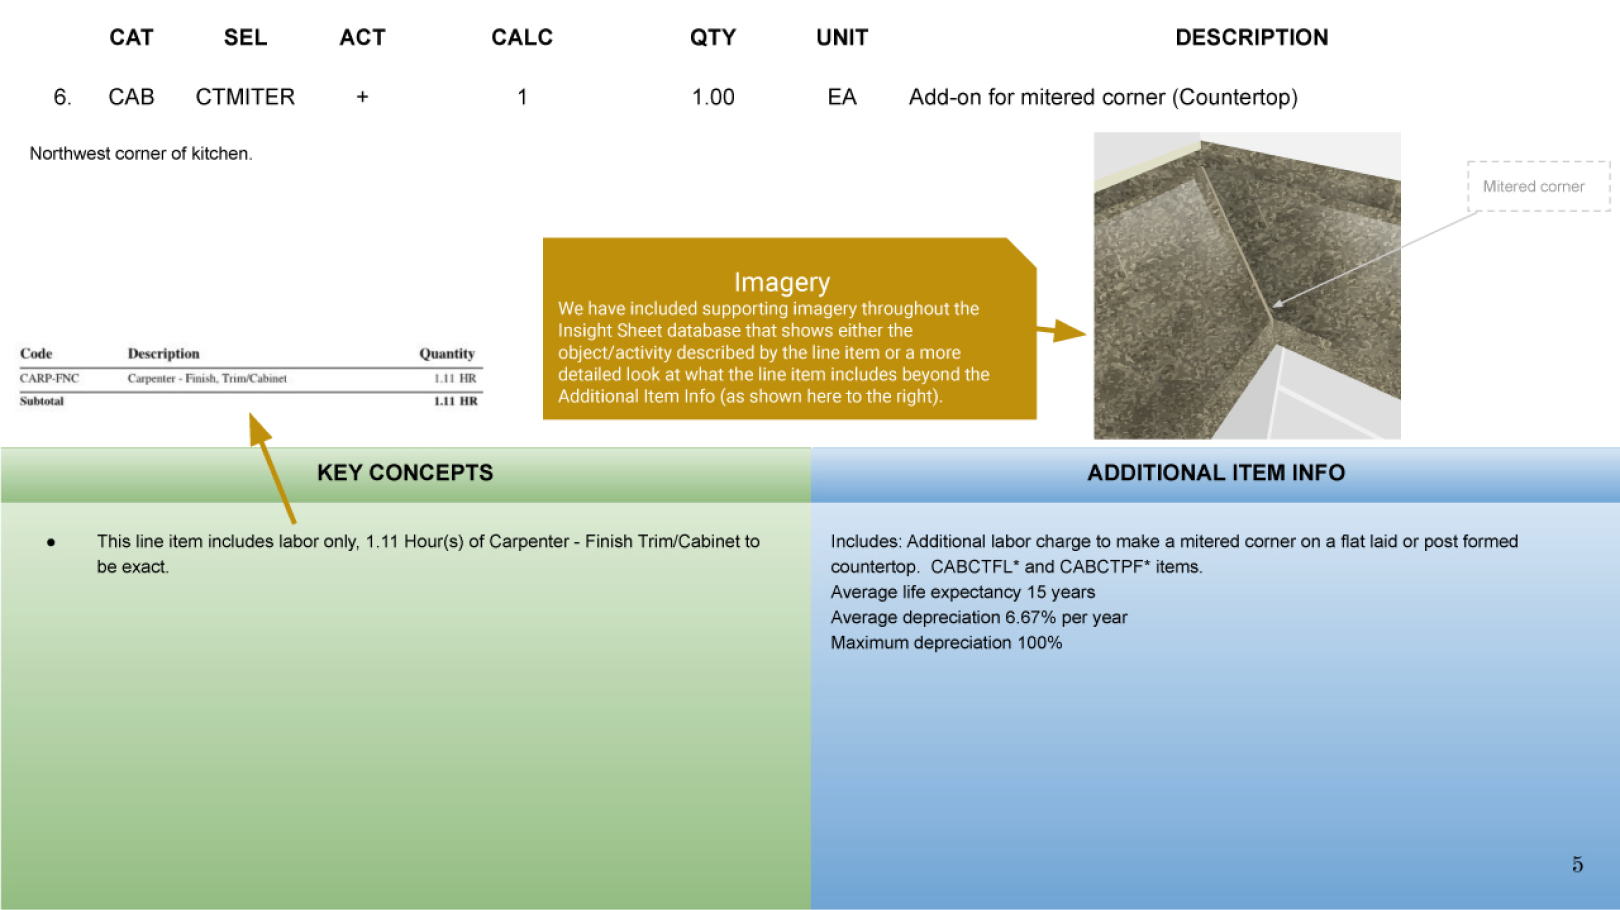 CAT SEL ACT CALC QTY UNIT DESCRIPTION
6. CAB CTMITER + 1 1.00 EA Add-on for mitered corner (Countertop)
Northwest corner of kitchen.
Mitered corner
Imagery
We have included supporting imagery throughout the
Insight Sheet database that shows either the
object/activity described by the line item or a more
detailed look at what the line item includes beyond the
Additional Item Info (as shown here to the right).
Code Description Quantity
CARP-FNC Carpenter - Finish, Trim/Cabinet 1.11 HR
Subtotal 1.11 HR
KEY CONCEPTS
● This line item includes labor only, 1.11 Hour(s) of Carpenter - Finish Trim/Cabinet to
be exact.
ADDITIONAL ITEM INFO
Includes: Additional labor charge to make a mitered corner on a flat laid or post formed
countertop.  CABCTFL* and CABCTPF* items.
Average life expectancy 15 years
Average depreciation 6.67% per year
Maximum depreciation 100%
5